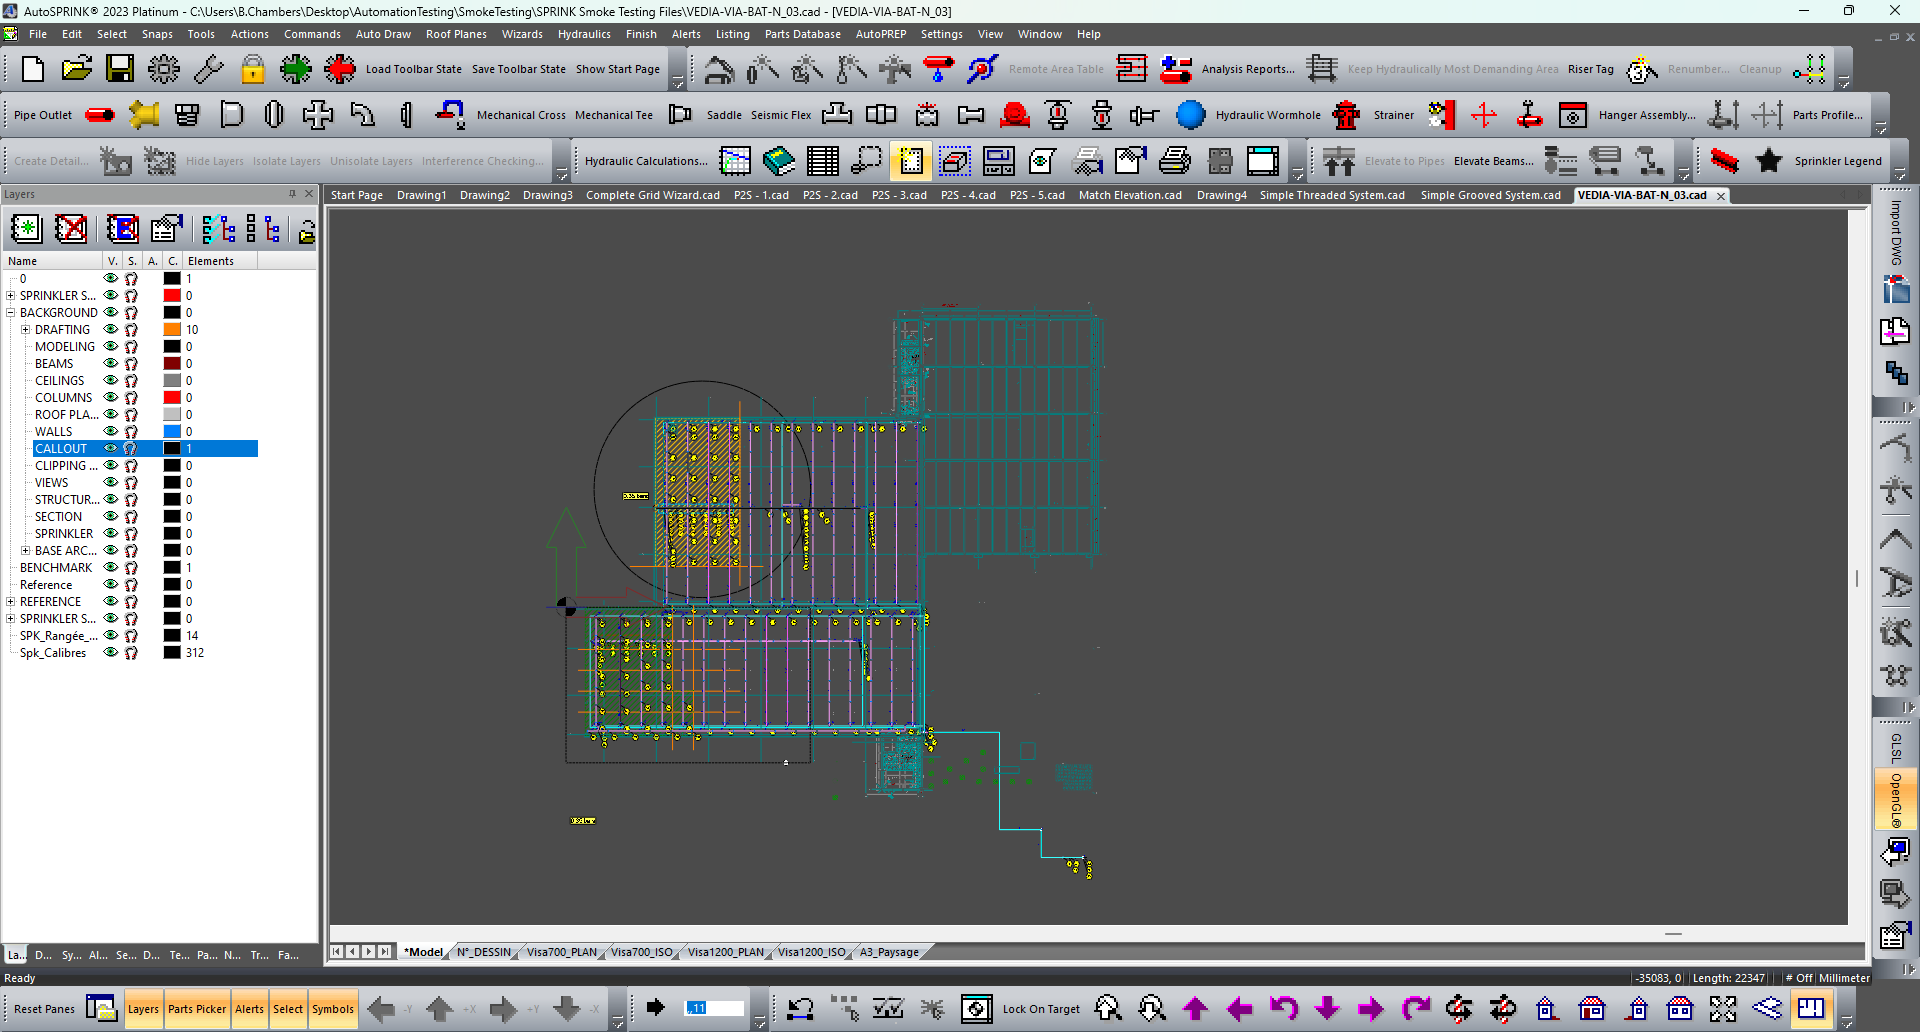 AutoSPRINK® 2023 Platinum - C:\Users\B.Chambers\Desktop\AutomationTesting\SmokeTesting\SPRINK Smoke Testing Files\VEDIA-VIA-BAT-N_03.cad - [VEDIA-VIA-BAT-N_03]
File Edit Select Snaps Tools Actions Commands Auto Draw Roof Planes Wizards Hydraulics Finish Alerts Listing Parts Database AutoPREP Settings View Window Help
Load Toolbar State Save Toolbar State Show Start Page Remote Area Table Analysis Reports... Keep Hydraulically Most Demanding Area Riser Tag Renumber... Cleanup
Pipe Outlet Mechanical Cross Mechanical Tee Saddle Seismic Flex Hydraulic Wormhole Strainer Hanger Assembly... Parts Profile...
Create Detail... Hide Layers Isolate Layers Unisolate Layers Interference Checking... Hydraulic Calculations... Elevate to Pipes Elevate Beams... Sprinkler Legend
Layers
Start Page Drawing1 Drawing2 Drawing3 Complete Grid Wizard.cad P2S - 1.cad P2S - 2.cad P2S - 3.cad P2S - 4.cad P2S - 5.cad Match Elevation.cad Drawing4 Simple Threaded System.cad Simple Grooved System.cad VEDIA-VIA-BAT-N_03.cad
Name V. S. A. C. Elements
0 1
SPRINKLER S... 0
BACKGROUND 0
DRAFTING 10
MODELING 0
BEAMS 0
CEILINGS 0
COLUMNS 0
ROOF PLA... 0
WALLS 0
CALLOUT 1
CLIPPING ... 0
VIEWS 0
STRUCTUR... 0
SECTION 0
SPRINKLER 0
BASE ARC... 0
BENCHMARK 1
Reference 0
REFERENCE 0
SPRINKLER S... 0
SPK_Rangée_... 14
Spk_Calibres 312
Import DWG
GLSL
OpenGL®
La... D... Sy... Al... Se... D... Te... Pa... N... Tr... Fa...
*Model N°_DESSIN Visa700_PLAN Visa700_ISO Visa1200_PLAN Visa1200_ISO A3_Paysage
Ready
-35083, 0 Length: 22347 # Off Millimeter
Reset Panes Layers Parts Picker Alerts Select Symbols -Y +X +Y -X .,11 Lock On Target